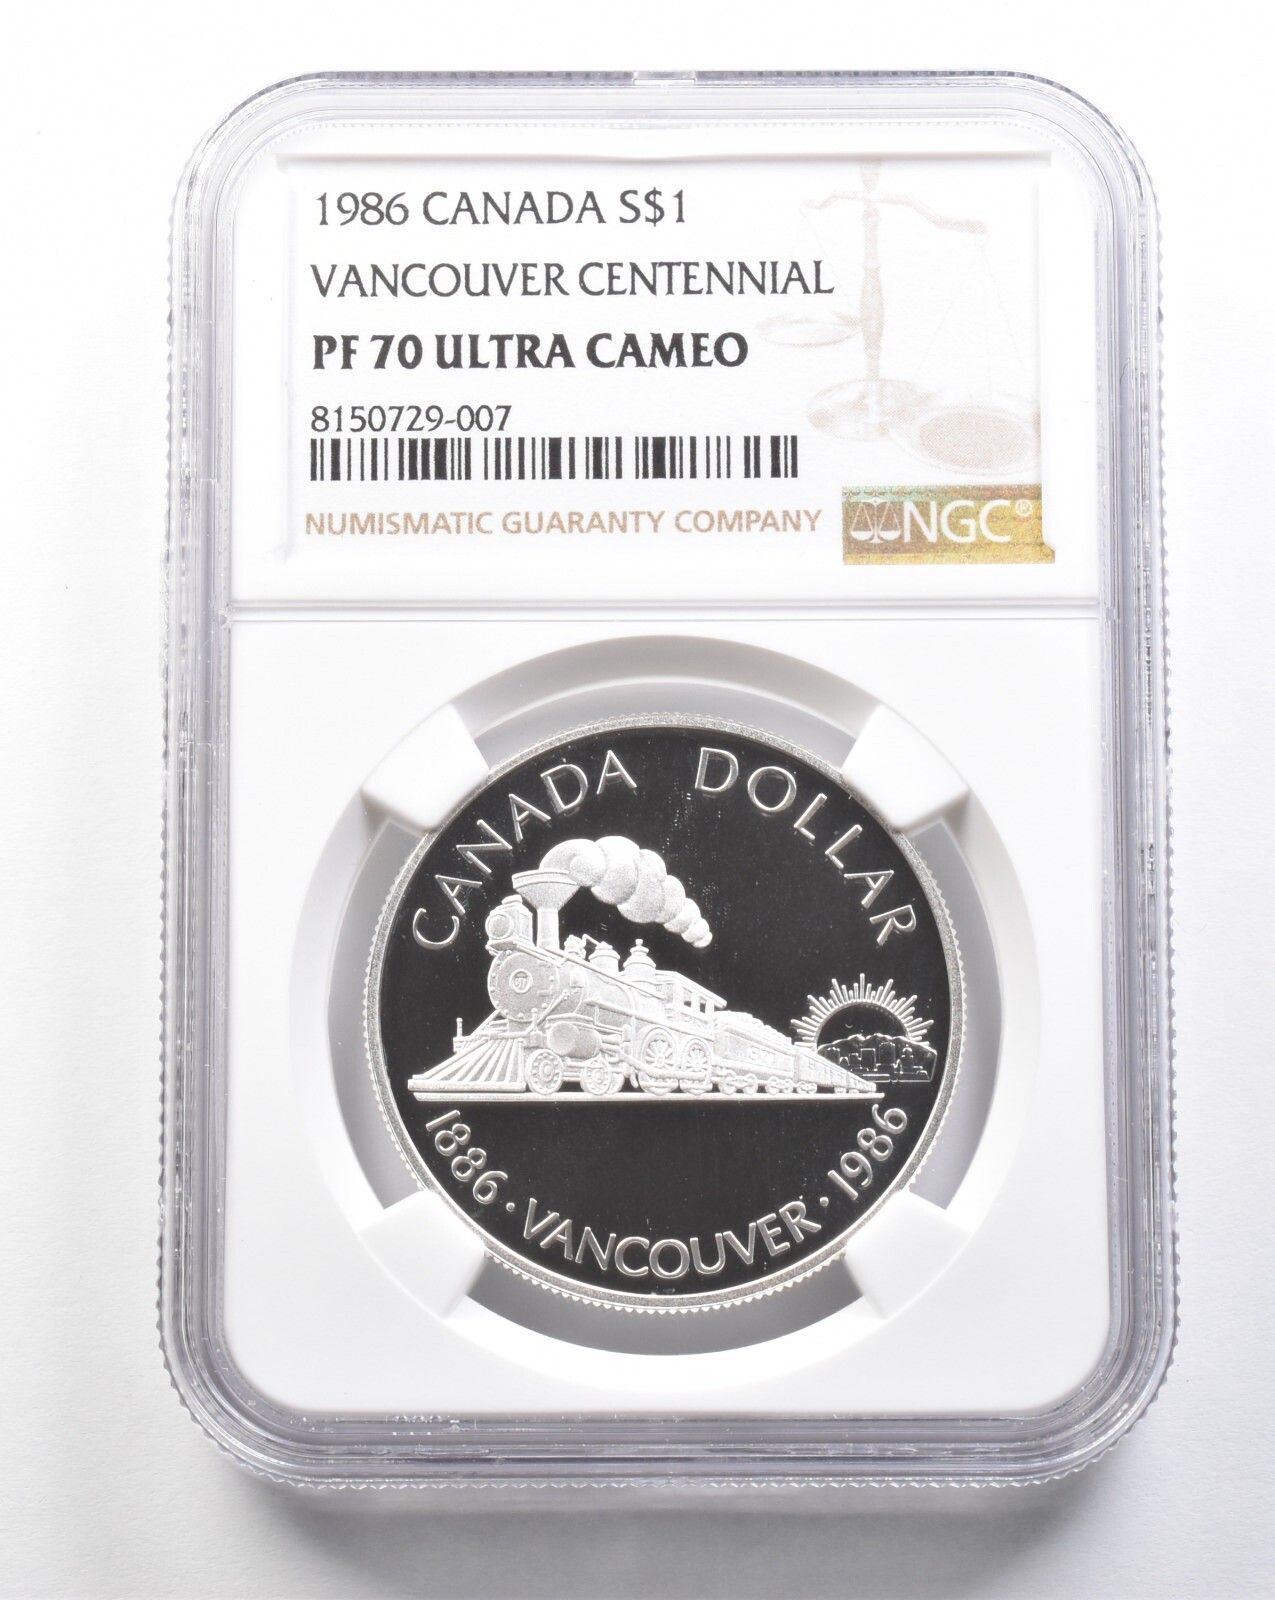 1986 CANADA S$1
VANCOUVER CENTENNIAL
PF 70 ULTRA CAMEO
8150729-007
NUMISMATIC GUARANTY COMPANY
NGC®
CANADA DOLLAR
1886 · VANCOUVER · 1986